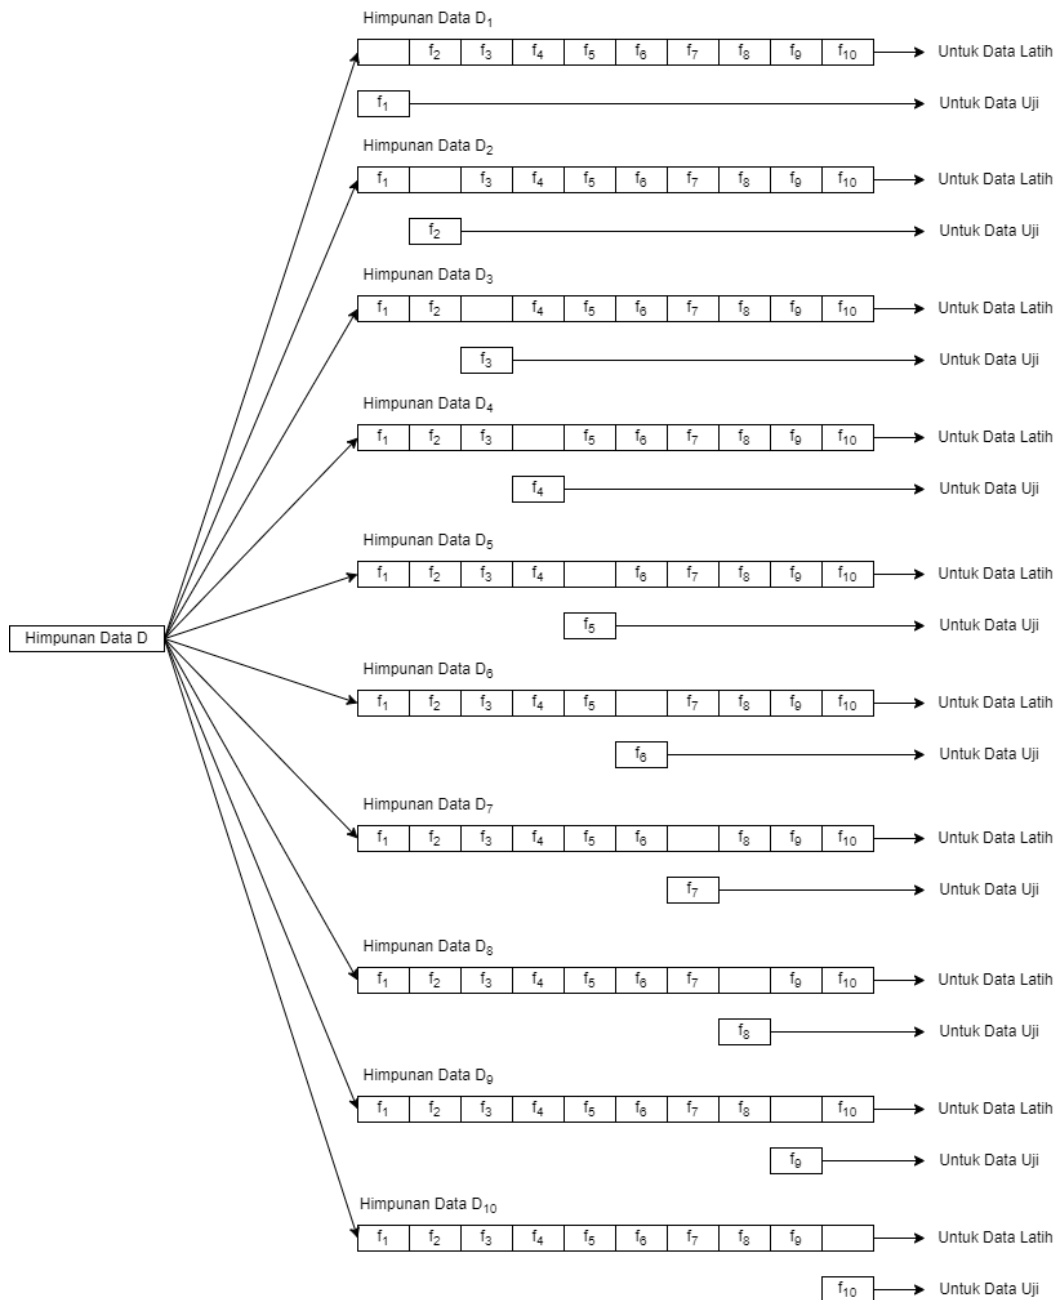 Himpunan Data D₁
f₂ f₃ f₄ f₅ f₆ f₇ f₈ f₉ f₁₀ Untuk Data Latih
f₁ Untuk Data Uji
Himpunan Data D₂
f₁ f₃ f₄ f₅ f₆ f₇ f₈ f₉ f₁₀ Untuk Data Latih
f₂ Untuk Data Uji
Himpunan Data D₃
f₁ f₂ f₄ f₅ f₆ f₇ f₈ f₉ f₁₀ Untuk Data Latih
f₃ Untuk Data Uji
Himpunan Data D₄
f₁ f₂ f₃ f₅ f₆ f₇ f₈ f₉ f₁₀ Untuk Data Latih
f₄ Untuk Data Uji
Himpunan Data D₅
f₁ f₂ f₃ f₄ f₆ f₇ f₈ f₉ f₁₀ Untuk Data Latih
f₅ Untuk Data Uji
Himpunan Data D
Himpunan Data D₆
f₁ f₂ f₃ f₄ f₅ f₇ f₈ f₉ f₁₀ Untuk Data Latih
f₆ Untuk Data Uji
Himpunan Data D₇
f₁ f₂ f₃ f₄ f₅ f₆ f₈ f₉ f₁₀ Untuk Data Latih
f₇ Untuk Data Uji
Himpunan Data D₈
f₁ f₂ f₃ f₄ f₅ f₆ f₇ f₉ f₁₀ Untuk Data Latih
f₈ Untuk Data Uji
Himpunan Data D₉
f₁ f₂ f₃ f₄ f₅ f₆ f₇ f₈ f₁₀ Untuk Data Latih
f₉ Untuk Data Uji
Himpunan Data D₁₀
f₁ f₂ f₃ f₄ f₅ f₆ f₇ f₈ f₉ Untuk Data Latih
f₁₀ Untuk Data Uji